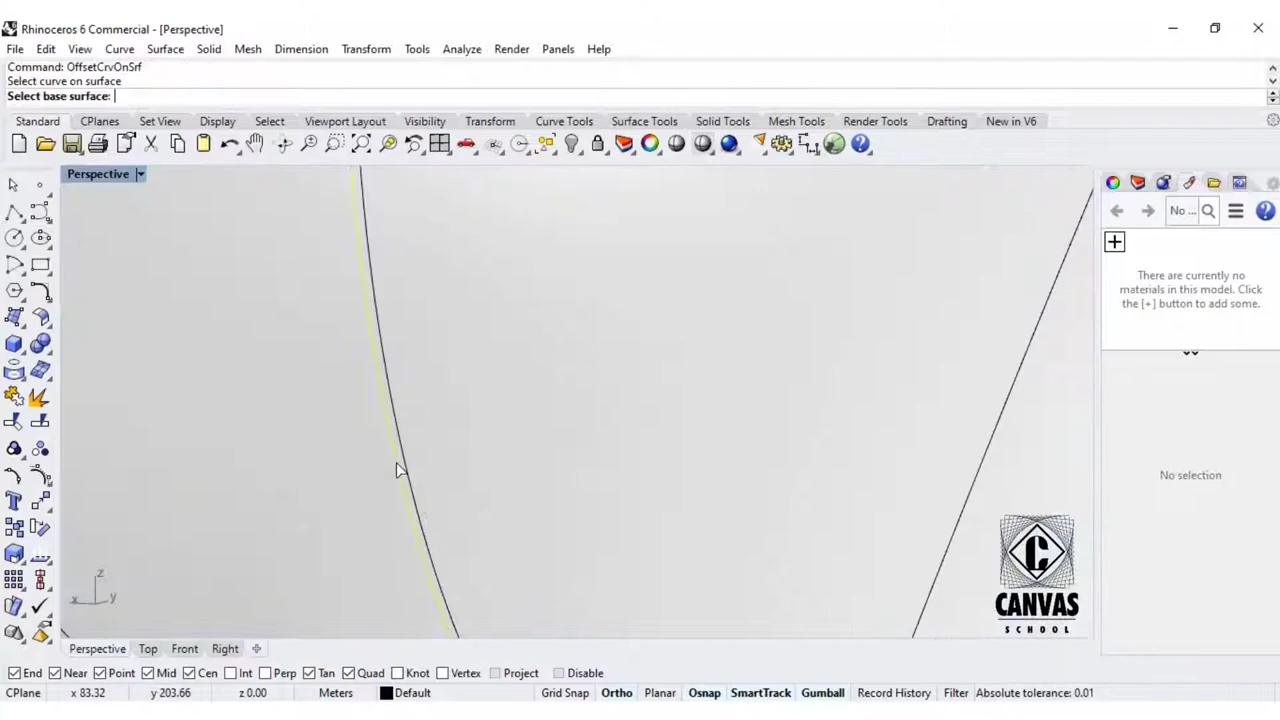 Rhinoceros 6 Commercial - [Perspective]
File Edit View Curve Surface Solid Mesh Dimension Transform Tools Analyze Render Panels Help
Command: OffsetCrvOnSrf
Select curve on surface
Select base surface:
Standard CPlanes Set View Display Select Viewport Layout Visibility Transform Curve Tools Surface Tools Solid Tools Mesh Tools Render Tools Drafting New in V6
Perspective
No ...
There are currently no
materials in this model. Click
the [+] button to add some.
No selection
z
x y
C
CANVAS
SCHOOL
Perspective Top Front Right
End Near Point Mid Cen Int Perp Tan Quad Knot Vertex Project Disable
CPlane x 83.32 y 203.66 z 0.00 Meters Default Grid Snap Ortho Planar Osnap SmartTrack Gumball Record History Filter Absolute tolerance: 0.01